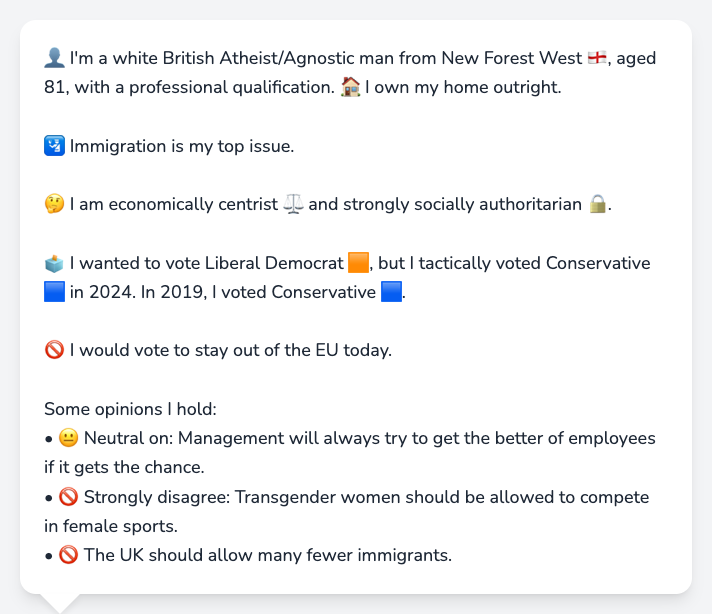 👤 I'm a white British Atheist/Agnostic man from New Forest West 🏴󠁧󠁢󠁥󠁮󠁧󠁿, aged
81, with a professional qualification. 🏠 I own my home outright.
🛂 Immigration is my top issue.
🤔 I am economically centrist ⚖️ and strongly socially authoritarian 🔒.
🗳️ I wanted to vote Liberal Democrat 🟧, but I tactically voted Conservative
🟦 in 2024. In 2019, I voted Conservative 🟦.
🚫 I would vote to stay out of the EU today.
Some opinions I hold:
• 😐 Neutral on: Management will always try to get the better of employees
if it gets the chance.
• 🚫 Strongly disagree: Transgender women should be allowed to compete
in female sports.
• 🚫 The UK should allow many fewer immigrants.